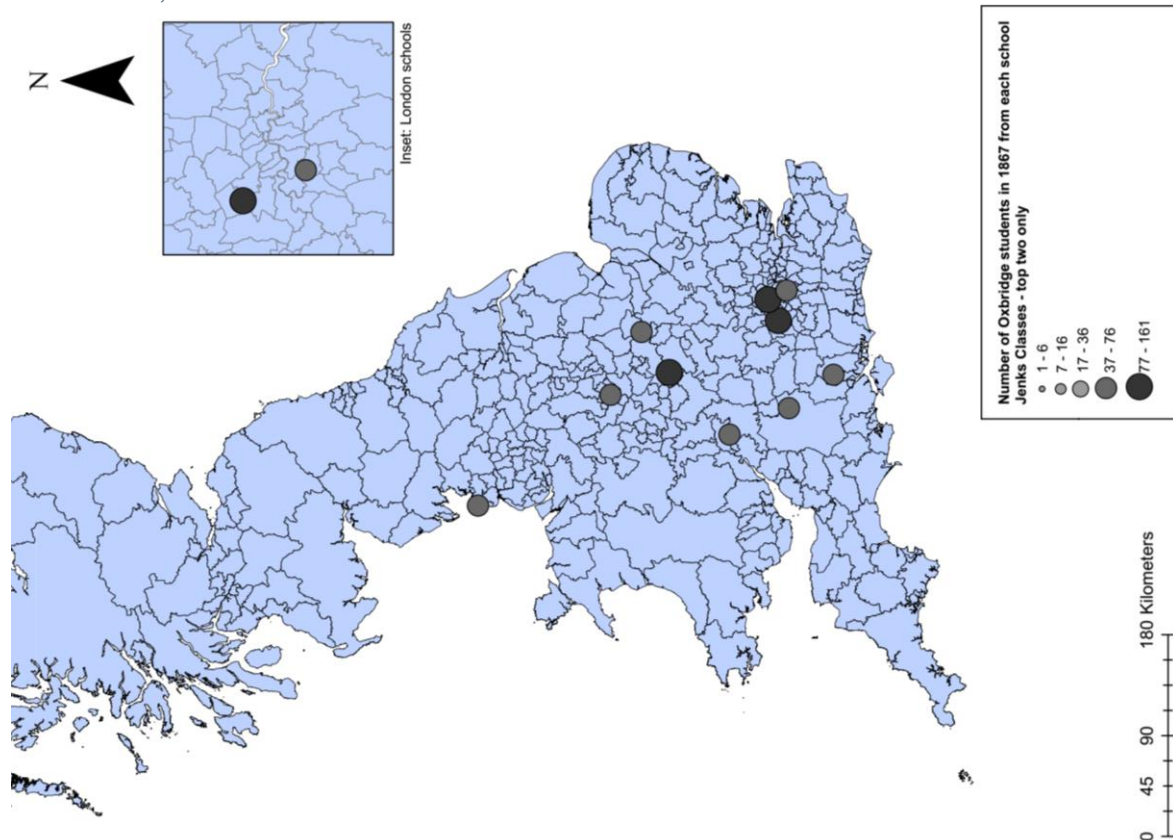 N
Inset: London schools
Number of Oxbridge students in 1867 from each school
Jenks Classes - top two only
1 - 6
7 - 16
17 - 36
37 - 76
77 - 161
0 45 90 180 Kilometers